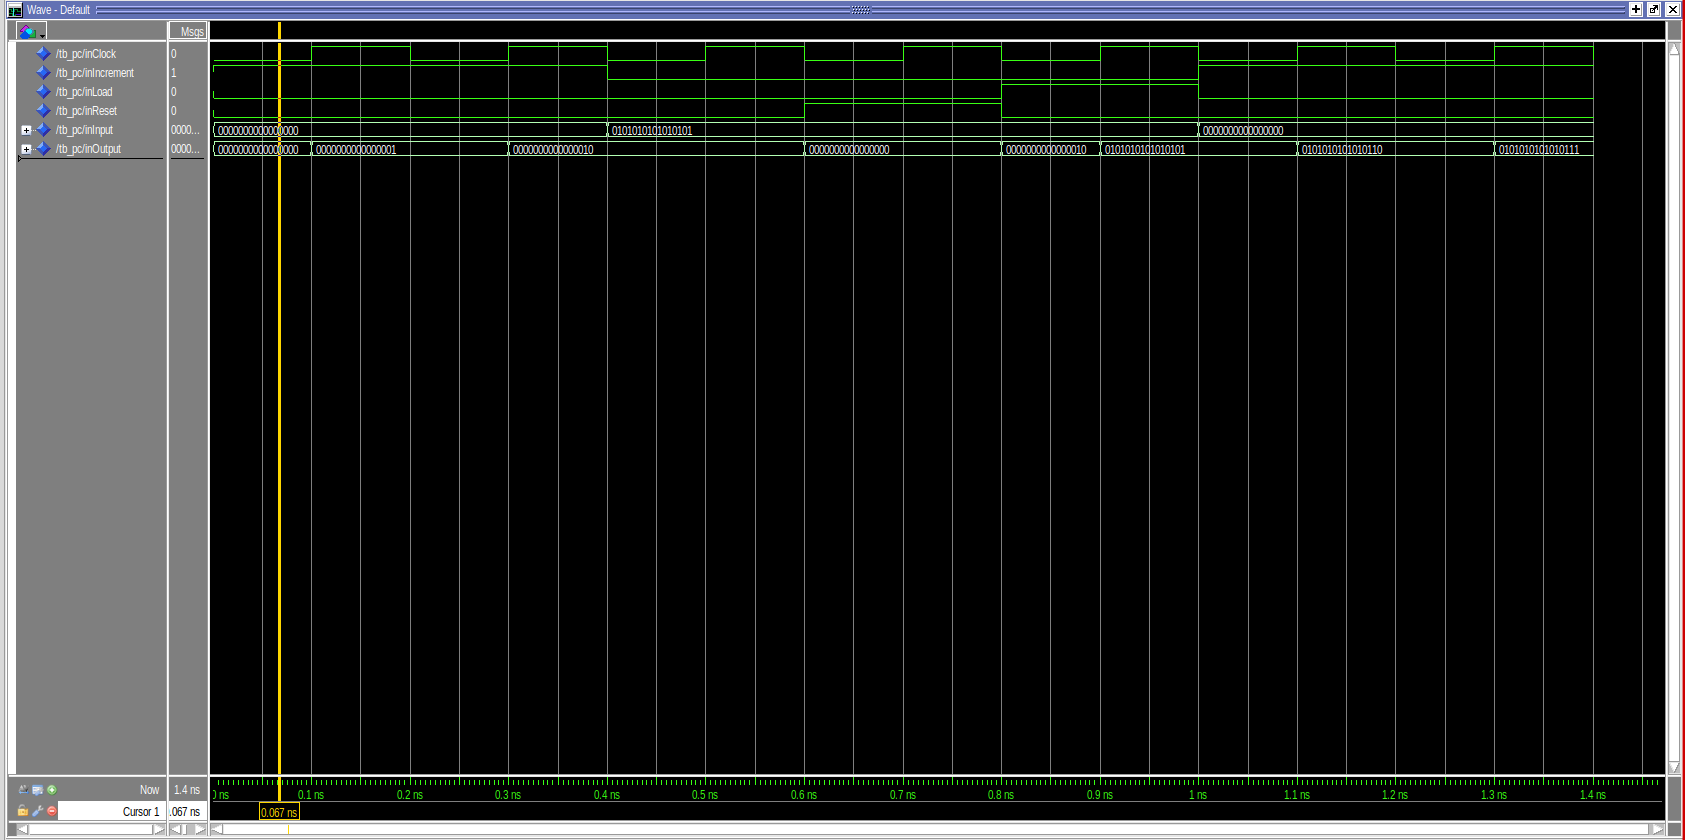 Wave - Default
Msgs
/tb_pc/inClock 0
/tb_pc/inIncrement 1
/tb_pc/inLoad 0
/tb_pc/inReset 0
/tb_pc/inInput 0000... 0000000000000000 0101010101010101 0000000000000000
/tb_pc/inOutput 0000... 0000000000000000 0000000000000001 0000000000000010 0000000000000000 0000000000000010 0101010101010101 0101010101010110 0101010101010111
Now 1.4 ns ns 0.1 ns 0.2 ns 0.3 ns 0.4 ns 0.5 ns 0.6 ns 0.7 ns 0.8 ns 0.9 ns 1 ns 1.1 ns 1.2 ns 1.3 ns 1.4 ns
Cursor 1 .067 ns 0.067 ns